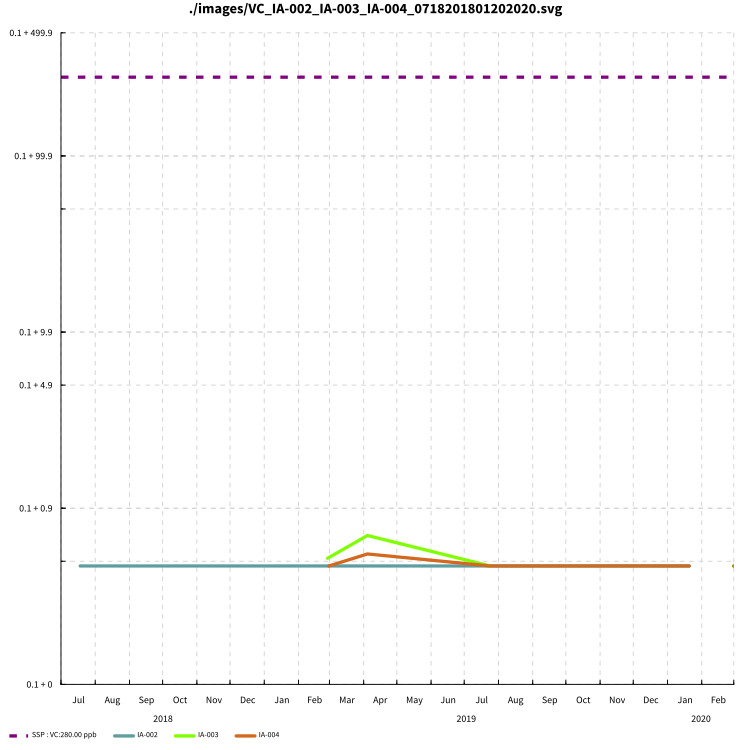 ./images/VC_IA-002_IA-003_IA-004_0718201801202020.svg
0.1 + 499.9
0.1 + 99.9
0.1 + 9.9
0.1 + 4.9
0.1 + 0.9
0.1 + 0
Jul Aug Sep Oct Nov Dec Jan Feb Mar Apr May Jun Jul Aug Sep Oct Nov Dec Jan Feb
2018 2019 2020
SSP : VC:280.00 ppb IA-002 IA-003 IA-004